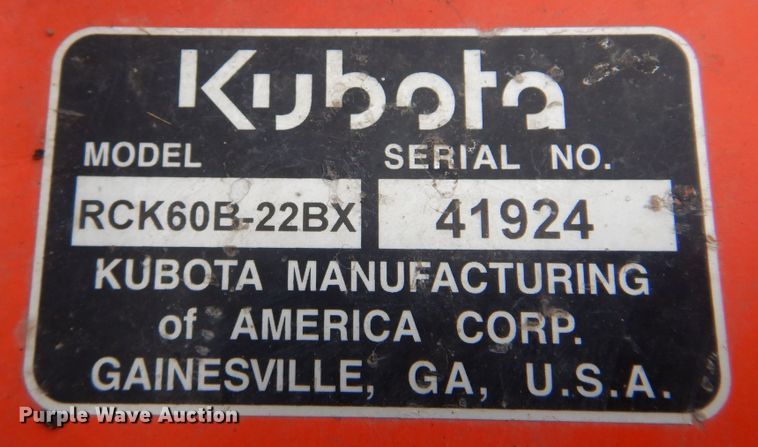 Kubota
MODEL SERIAL NO.
RCK60B-22BX 41924
KUBOTA MANUFACTURING
of AMERICA CORP.
GAINESVILLE, GA, U.S.A.
Purple Wave Auction